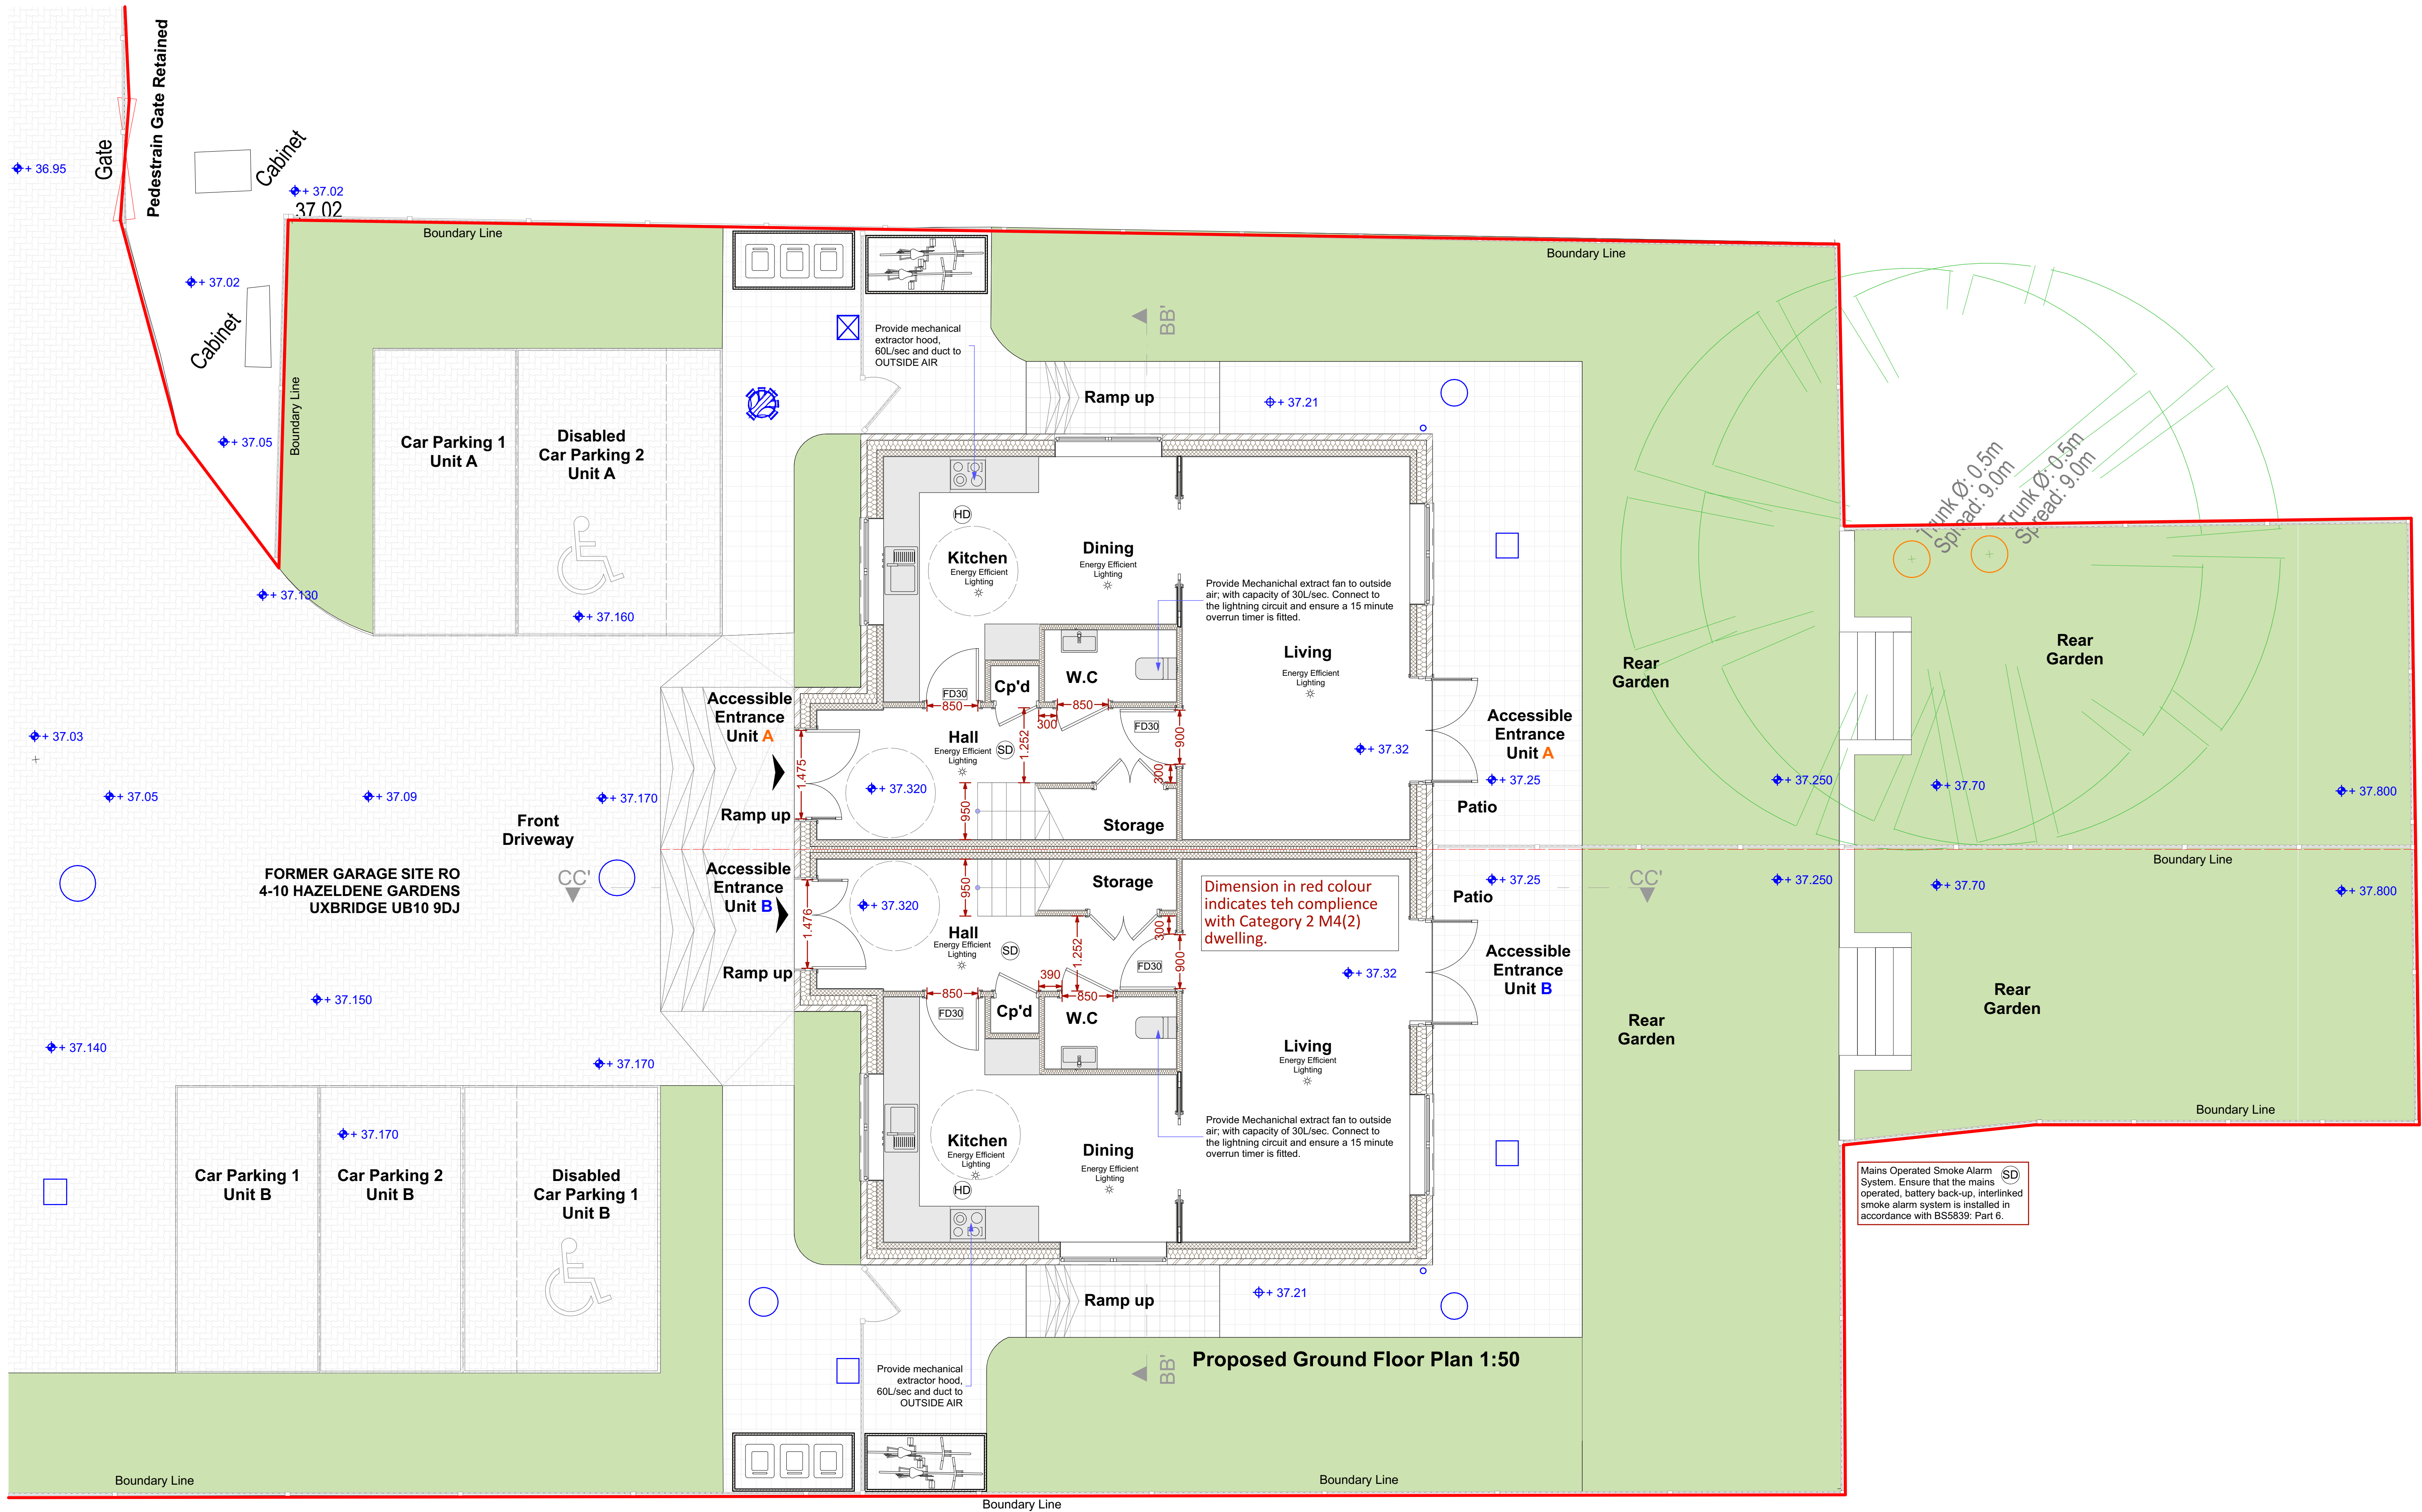 Pedestrain Gate Retained
Gate
Cabinet
+ 36.95
+ 37.02
37.02
Boundary Line
Boundary Line
+ 37.02
Cabinet
Boundary Line
+ 37.05
Provide mechanical
extractor hood,
60L/sec and duct to
OUTSIDE AIR
BB'
Ramp up
+ 37.21
Car Parking 1
Unit A
Disabled
Car Parking 2
Unit A
+ 37.130
+ 37.160
HD
Kitchen
Energy Efficient
Lighting
Dining
Energy Efficient
Lighting
Provide Mechanichal extract fan to outside
air; with capacity of 30L/sec. Connect to
the lightning circuit and ensure a 15 minute
overrun timer is fitted.
Trunk Ø: 0.5m
Spread: 9.0m
Trunk Ø: 0.5m
Spread: 9.0m
Living
Energy Efficient
Lighting
W.C
Cp'd
FD30
850
300
850
FD30
900
300
1.252
Rear
Garden
Rear
Garden
Accessible
Entrance
Unit A
1.475
Hall
Energy Efficient
Lighting
SD
+ 37.320
950
Storage
+ 37.32
Accessible
Entrance
Unit A
+ 37.25
Patio
+ 37.250
+ 37.70
+ 37.800
+ 37.03
+ 37.05
+ 37.09
+ 37.170
Ramp up
Front
Driveway
FORMER GARAGE SITE RO
4-10 HAZELDENE GARDENS
UXBRIDGE UB10 9DJ
CC'
Accessible
Entrance
Unit B
1.476
+ 37.320
950
Storage
Hall
Energy Efficient
Lighting
SD
1.252
300
900
FD30
Dimension in red colour
indicates teh complience
with Category 2 M4(2)
dwelling.
+ 37.25
Patio
CC'
+ 37.250
+ 37.70
Boundary Line
+ 37.800
Ramp up
850
390
850
FD30
Cp'd
W.C
+ 37.32
Accessible
Entrance
Unit B
Rear
Garden
Rear
Garden
+ 37.150
+ 37.140
+ 37.170
+ 37.170
Living
Energy Efficient
Lighting
Kitchen
Energy Efficient
Lighting
HD
Dining
Energy Efficient
Lighting
Provide Mechanichal extract fan to outside
air; with capacity of 30L/sec. Connect to
the lightning circuit and ensure a 15 minute
overrun timer is fitted.
Boundary Line
Car Parking 1
Unit B
Car Parking 2
Unit B
Disabled
Car Parking 1
Unit B
Mains Operated Smoke Alarm
System. Ensure that the mains
operated, battery back-up, interlinked
smoke alarm system is installed in
accordance with BS5839: Part 6.
SD
Ramp up
+ 37.21
Provide mechanical
extractor hood,
60L/sec and duct to
OUTSIDE AIR
BB'
Proposed Ground Floor Plan 1:50
Boundary Line
Boundary Line
Boundary Line